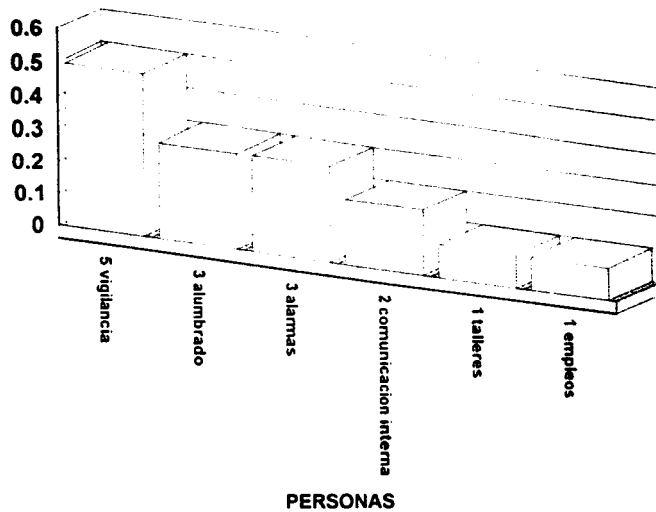 0.6
0.5
0.4
0.3
0.2
0.1
0
5 vigilancia
3 alumbrado
3 alarmas
2 comunicacion interna
1 talleres
1 empleos
PERSONAS